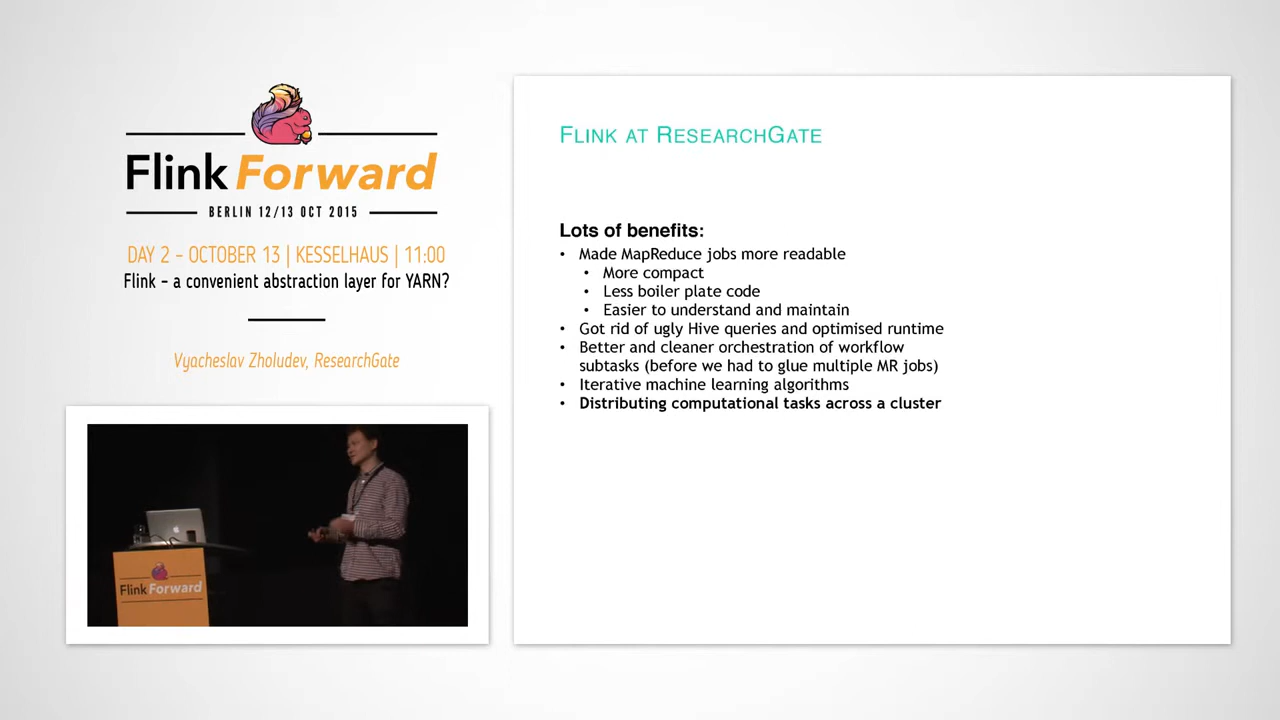 Flink Forward
BERLIN 12/13 OCT 2015
DAY 2 – OCTOBER 13 | KESSELHAUS | 11:00
Flink – a convenient abstraction layer for YARN?
Vyacheslav Zholudev, ResearchGate
Flink Forward
FLINK AT RESEARCHGATE
Lots of benefits:
• Made MapReduce jobs more readable
• More compact
• Less boiler plate code
• Easier to understand and maintain
• Got rid of ugly Hive queries and optimised runtime
• Better and cleaner orchestration of workflow
subtasks (before we had to glue multiple MR jobs)
• Iterative machine learning algorithms
• Distributing computational tasks across a cluster